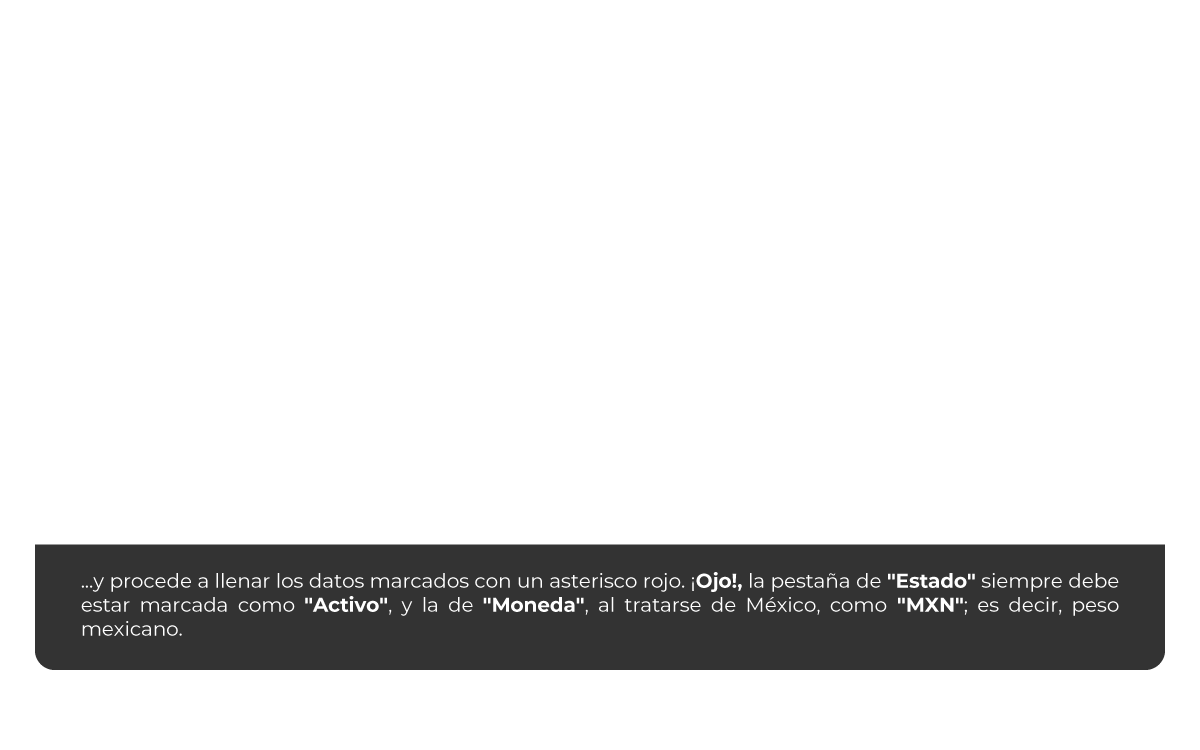 ...y procede a llenar los datos marcados con un asterisco rojo. ¡Ojo!, la pestaña de "Estado" siempre debe
estar marcada como "Activo", y la de "Moneda", al tratarse de México, como "MXN"; es decir, peso
mexicano.